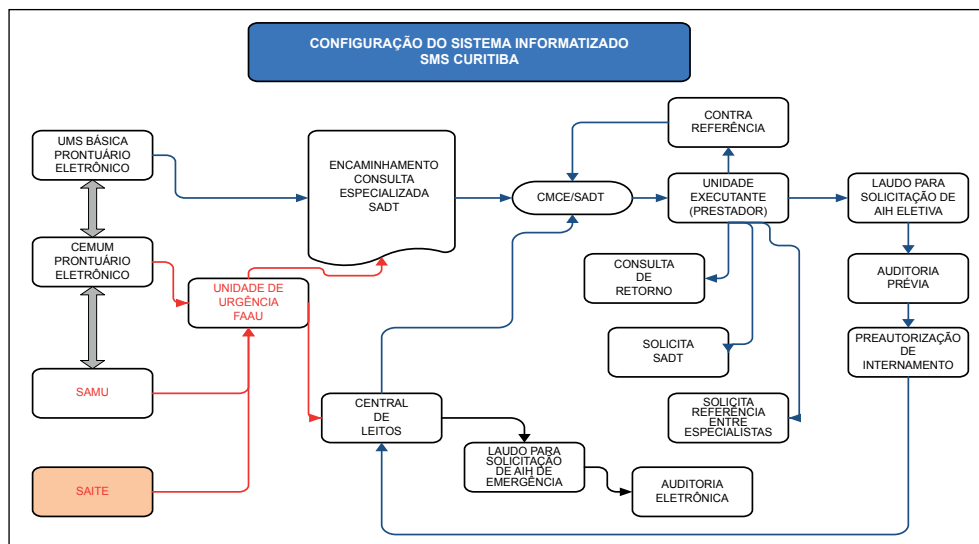 CONFIGURAÇÃO DO SISTEMA INFORMATIZADO
SMS CURITIBA
UMS BÁSICA
PRONTUÁRIO
ELETRÔNICO
ENCAMINHAMENTO
CONSULTA
ESPECIALIZADA
SADT
CMCE/SADT
CONTRA
REFERÊNCIA
UNIDADE
EXECUTANTE
(PRESTADOR)
LAUDO PARA
SOLICITAÇÃO DE
AIH ELETIVA
CEMUM
PRONTUÁRIO
ELETRÔNICO
UNIDADE DE
URGÊNCIA
FAAU
CONSULTA
DE
RETORNO
AUDITORIA
PRÉVIA
SOLICITA
SADT
PREAUTORIZAÇÃO
DE
INTERNAMENTO
SAMU
CENTRAL
DE
LEITOS
SOLICITA
REFERÊNCIA
ENTRE
ESPECIALISTAS
LAUDO PARA
SOLICITAÇÃO
DE AIH DE
EMERGÊNCIA
SAITE
AUDITORIA
ELETRÔNICA